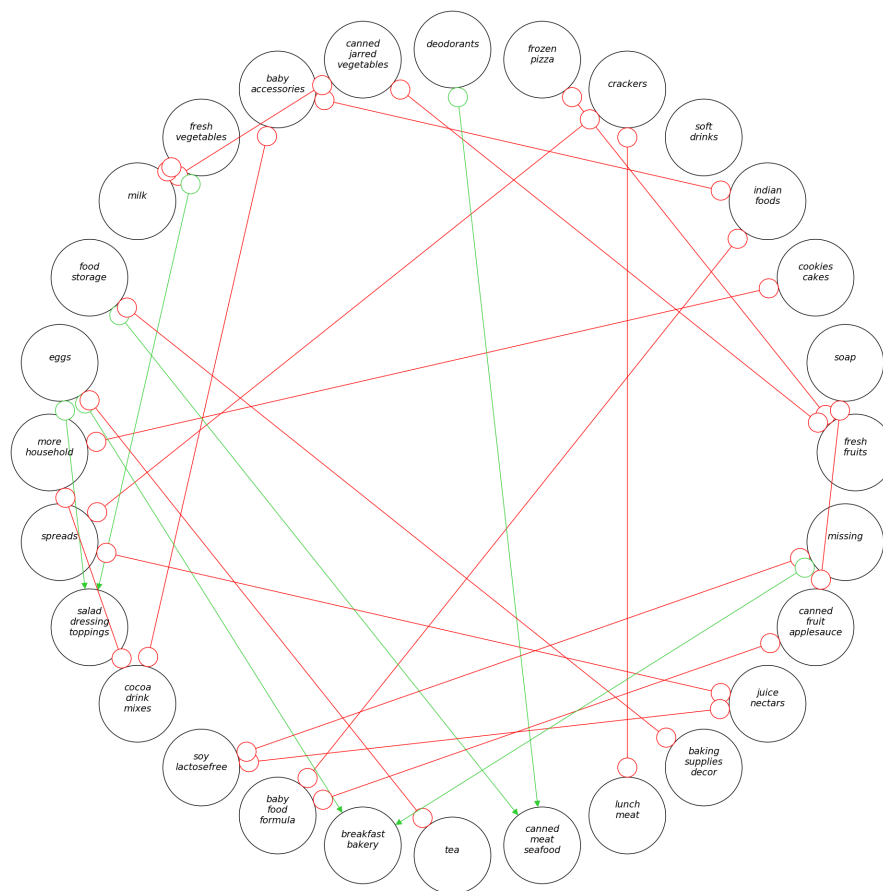 canned
jarred
vegetables
deodorants
frozen
pizza
baby
accessories
crackers
fresh
vegetables
soft
drinks
milk
indian
foods
food
storage
cookies
cakes
eggs
soap
more
household
fresh
fruits
spreads
missing
salad
dressing
toppings
canned
fruit
applesauce
cocoa
drink
mixes
juice
nectars
soy
lactosefree
baking
supplies
decor
baby
food
formula
lunch
meat
breakfast
bakery
tea
canned
meat
seafood